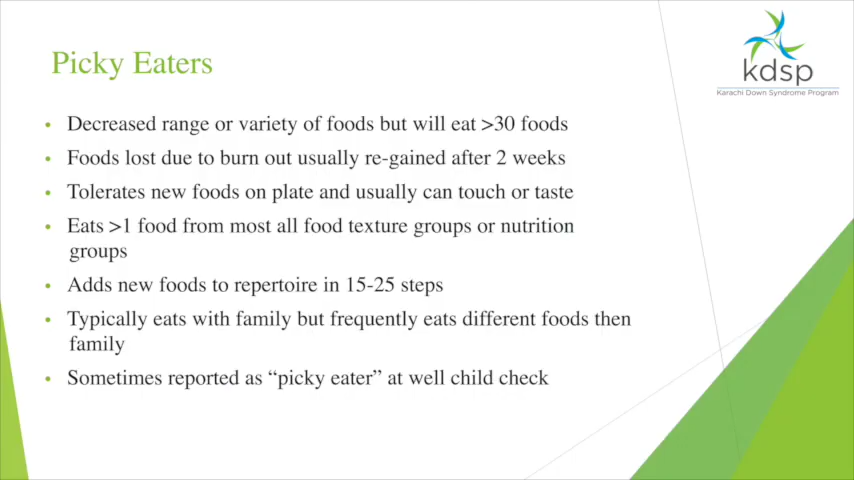 Picky Eaters
kdsp
Karachi Down Syndrome Program
• Decreased range or variety of foods but will eat >30 foods
• Foods lost due to burn out usually re-gained after 2 weeks
• Tolerates new foods on plate and usually can touch or taste
• Eats >1 food from most all food texture groups or nutrition
groups
• Adds new foods to repertoire in 15-25 steps
• Typically eats with family but frequently eats different foods then
family
• Sometimes reported as “picky eater” at well child check